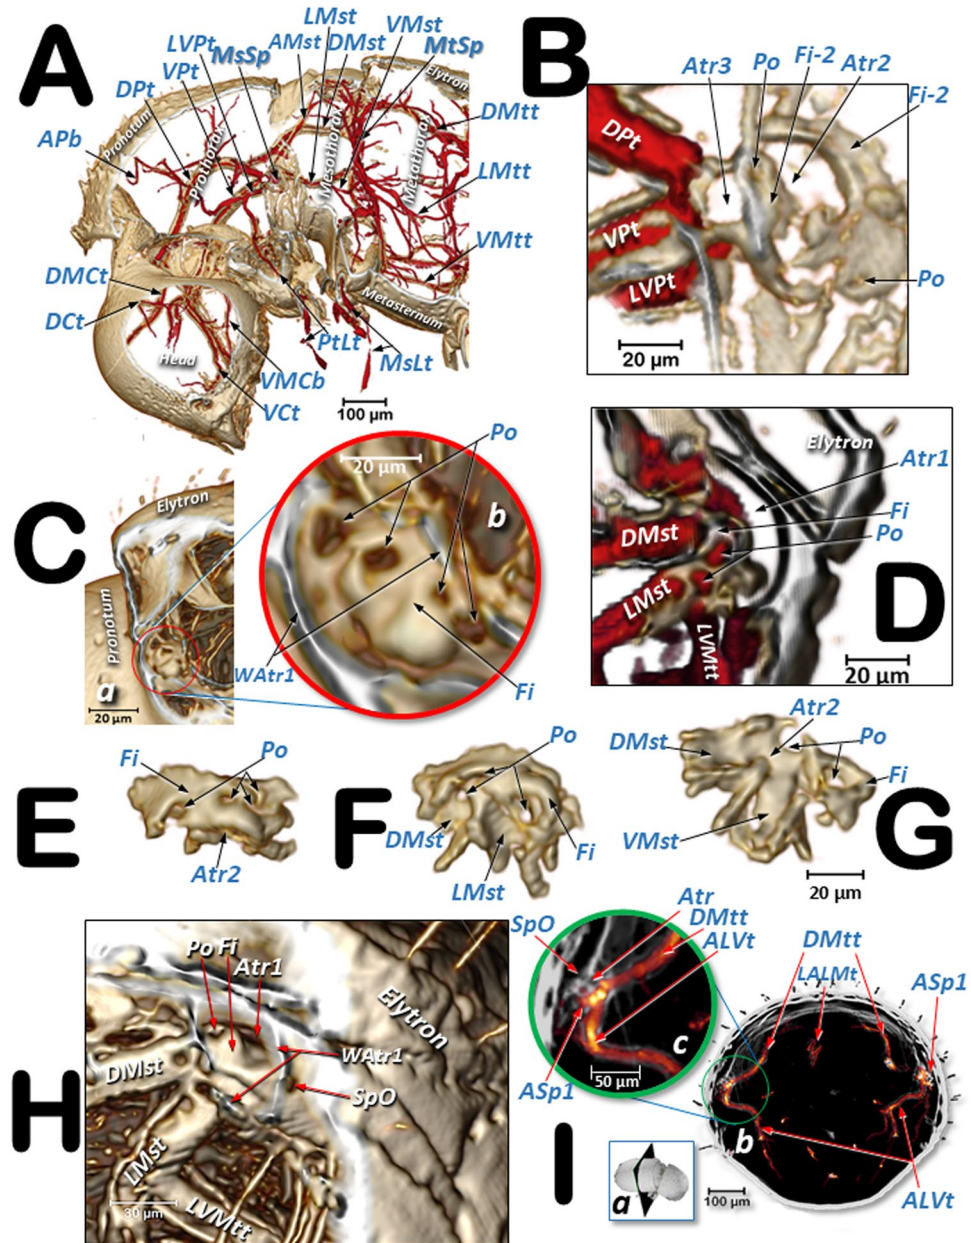 A
LMst
VMst
LVPt
MsSp
AMst
DMst
MtSp
VPt
DPt
Elytron
APb
Pronotum
Prothorax
Mesothorax
Metathorax
DMtt
LMtt
VMtt
DMCt
DCt
Head
Metasternum
PtLt
MsLt
VMCb
VCt
100 µm
B
Atr3
Po
Fi-2
Atr2
Fi-2
DPt
VPt
LVPt
Po
20 µm
C
Elytron
Pronotum
a
20 µm
20 µm
Po
b
WAtr1
Fi
D
Elytron
Atr1
Fi
Po
DMst
LMst
LVMtt
20 µm
E
Fi
Po
Atr2
F
Po
DMst
LMst
Fi
G
Atr2
DMst
Po
Fi
VMst
20 µm
H
Po Fi
Atr1
Elytron
WAtr1
DMst
SpO
LMst
LVMtt
30 µm
I
SpO
Atr
DMtt
ALVt
c
50 µm
ASp1
DMtt
LALMt
ASp1
b
a
100 µm
ALVt